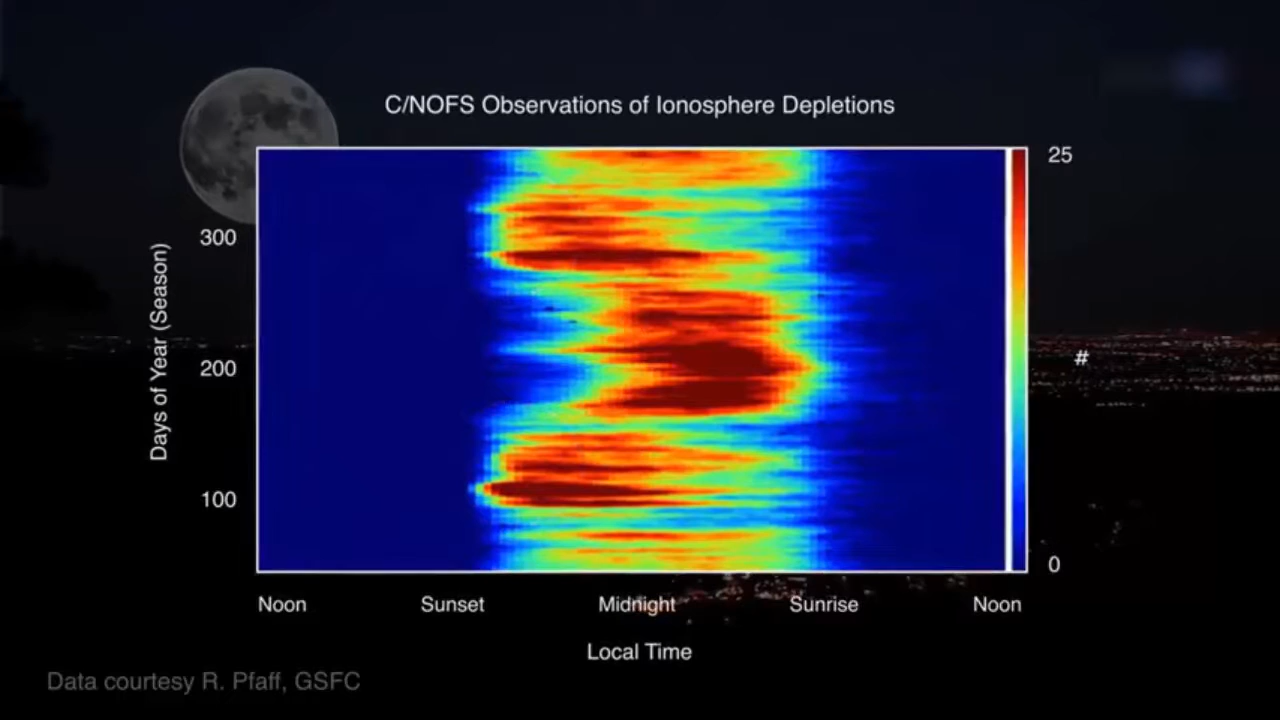 C/NOFS Observations of Ionosphere Depletions
25
300
200
100
Days of Year (Season)
#
0
Noon
Sunset
Midnight
Sunrise
Noon
Local Time
Data courtesy R. Pfaff, GSFC